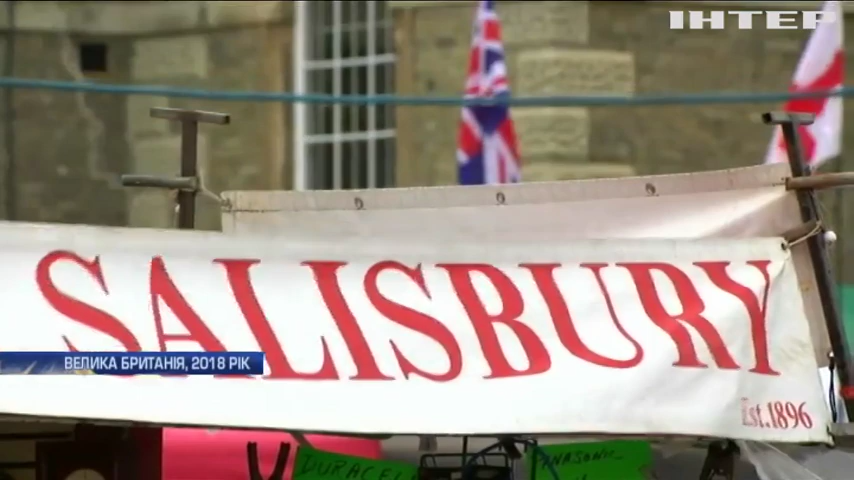 ІНТЕР
SALISBURY
ВЕЛИКА БРИТАНІЯ, 2018 РІК
Est. 1896
DURACELL
PANASONIC